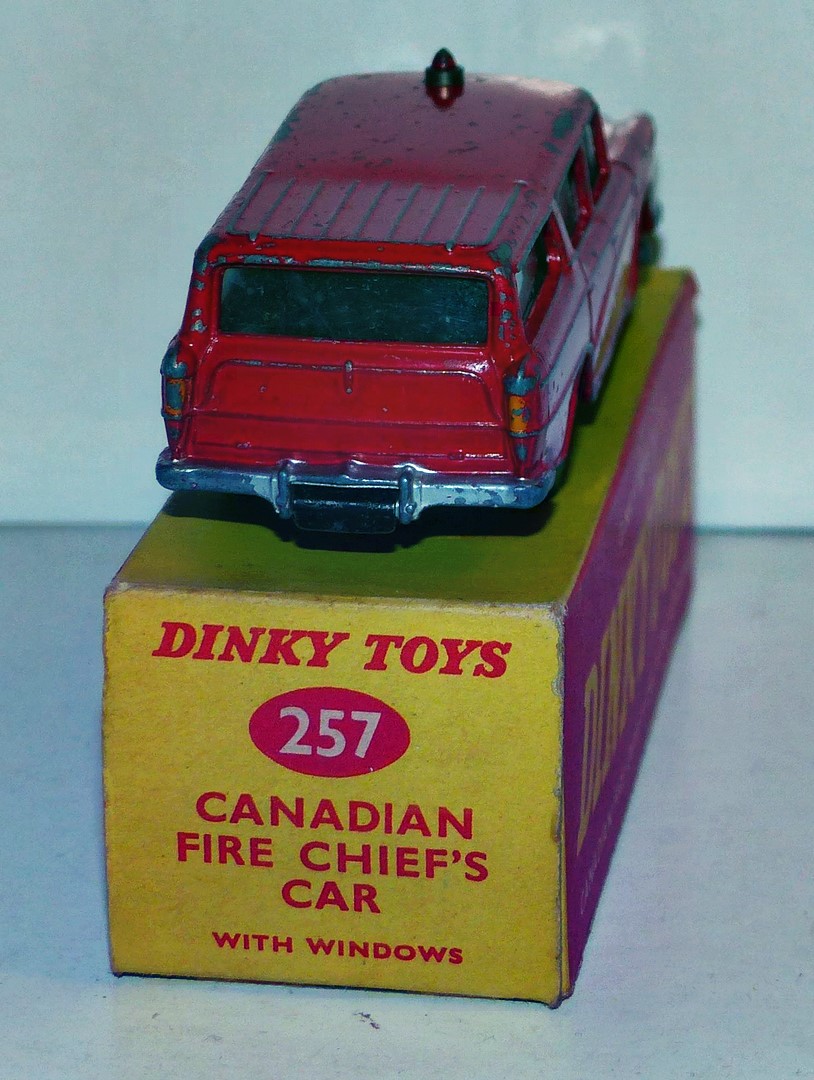 DINKY TOYS
257
CANADIAN
FIRE CHIEF'S
CAR
WITH WINDOWS